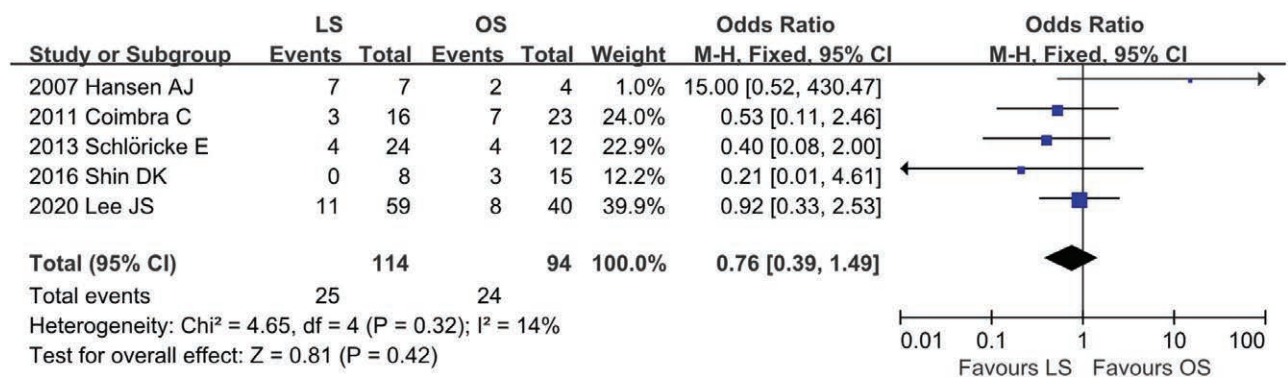 LS OS Odds Ratio Odds Ratio
Study or Subgroup Events Total Events Total Weight M-H, Fixed, 95% CI M-H, Fixed, 95% CI
2007 Hansen AJ 7 7 2 4 1.0% 15.00 [0.52, 430.47]
2011 Coimbra C 3 16 7 23 24.0% 0.53 [0.11, 2.46]
2013 Schlöricke E 4 24 4 12 22.9% 0.40 [0.08, 2.00]
2016 Shin DK 0 8 3 15 12.2% 0.21 [0.01, 4.61]
2020 Lee JS 11 59 8 40 39.9% 0.92 [0.33, 2.53]
Total (95% CI) 114 94 100.0% 0.76 [0.39, 1.49]
Total events 25 24
Heterogeneity: Chi² = 4.65, df = 4 (P = 0.32); I² = 14%
Test for overall effect: Z = 0.81 (P = 0.42)
0.01 0.1 1 10 100
Favours LS Favours OS